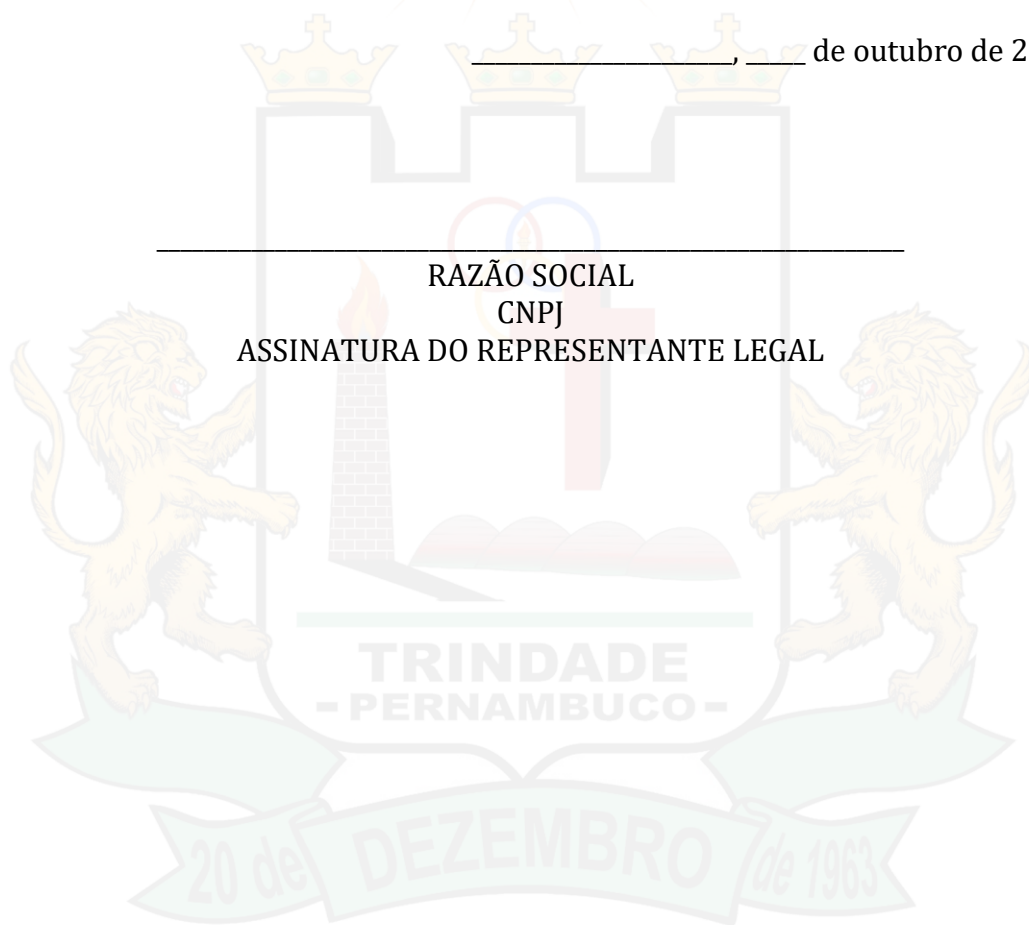 ______________________, _____ de outubro de 2
_______________________________________________________________
RAZÃO SOCIAL
CNPJ
ASSINATURA DO REPRESENTANTE LEGAL
TRINDADE
-PERNAMBUCO-
20 de DEZEMBRO de 1963